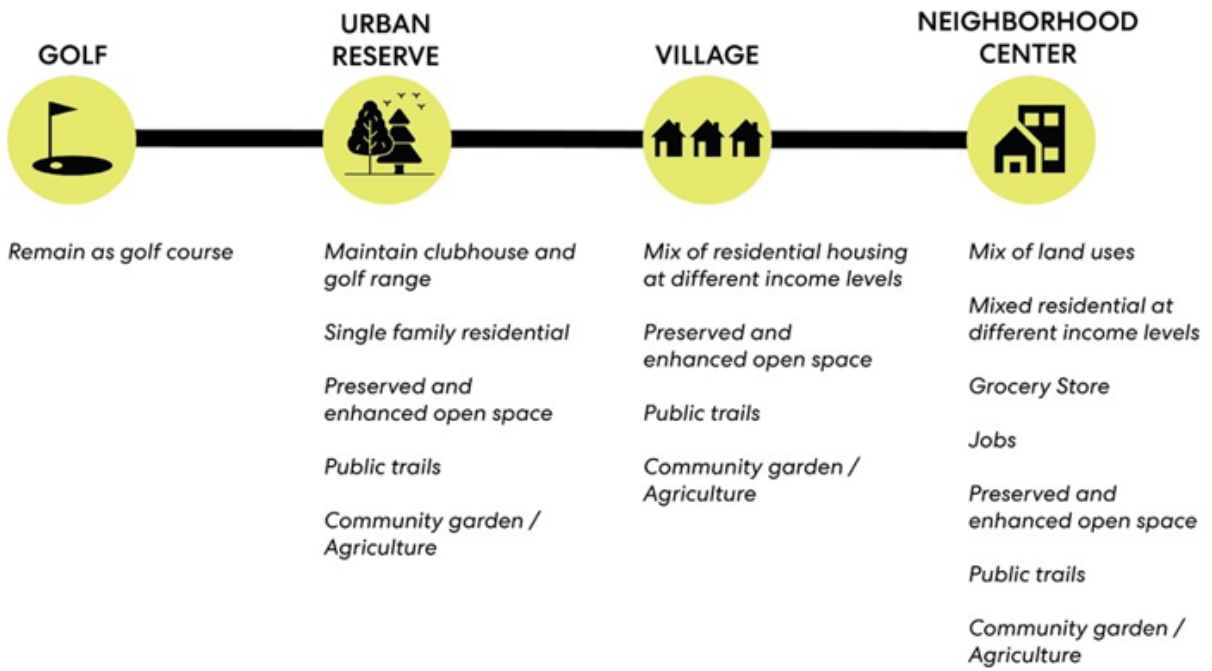 GOLF
Remain as golf course
URBAN
RESERVE
Maintain clubhouse and
golf range
Single family residential
Preserved and
enhanced open space
Public trails
Community garden /
Agriculture
VILLAGE
Mix of residential housing
at different income levels
Preserved and
enhanced open space
Public trails
Community garden /
Agriculture
NEIGHBORHOOD
CENTER
Mix of land uses
Mixed residential at
different income levels
Grocery Store
Jobs
Preserved and
enhanced open space
Public trails
Community garden /
Agriculture